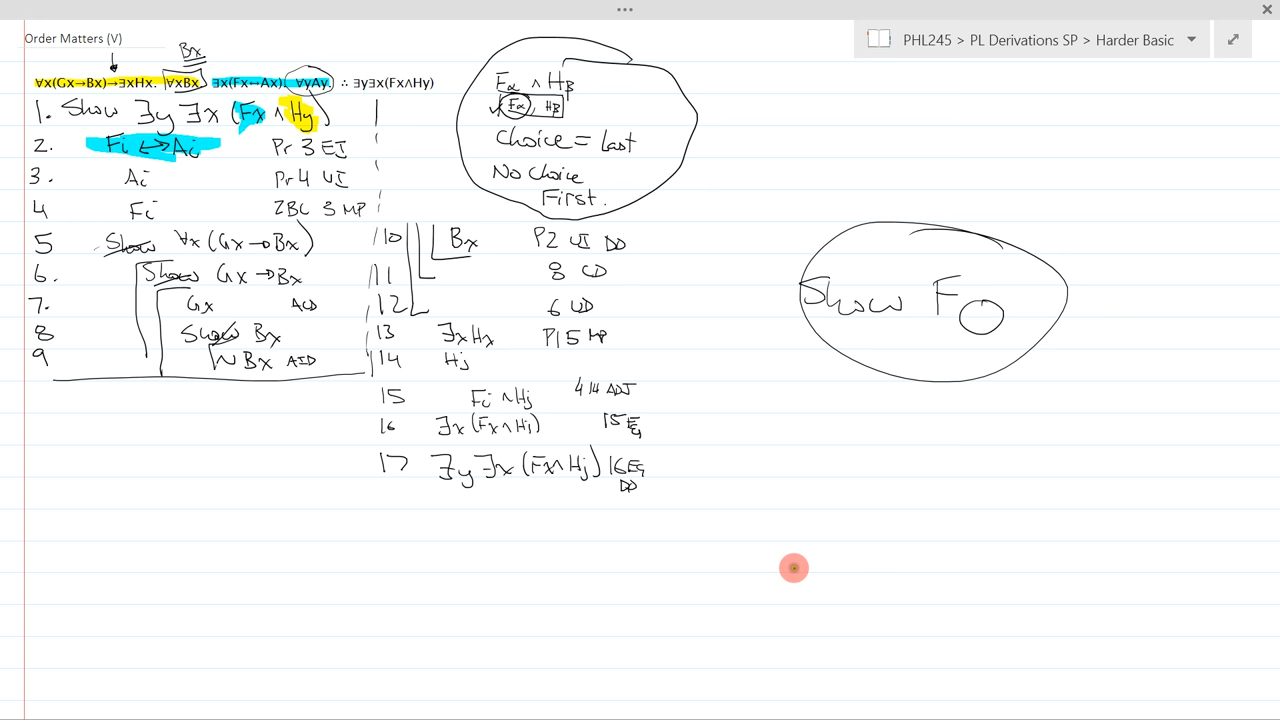 PHL245 > PL Derivations SP > Harder Basic
Order Matters (V)
Bx
∀x(Gx→Bx)→∃xHx. ∀xBx. ∃x(Fx↔Ax). ∀yAy. ∴ ∃y∃x(Fx∧Hy)
1. Show ∃y ∃x (Fx ∧ Hy)
2. Fi ↔ Ai Pr 3 EI
3. Ai Pr 4 UI
4 Fi 2BC 3 MP
5 Show ∀x (Gx → Bx)
6. Show Gx → Bx
7. Gx ACD
8 Show Bx
9 ~Bx AID
10 Bx P2 UI DD
11 8 CD
12 6 UD
13 ∃xHx P1 5 MP
14 Hj
15 Fi ∧ Hj 4 14 ADJ
16 ∃x (Fx ∧ Hj) 15 EG
17 ∃y ∃x (Fx ∧ Hj) 16 EG
DD
Fα ∧ Hβ
Fα, Hβ
Choice = Last
No choice
First.
Show F